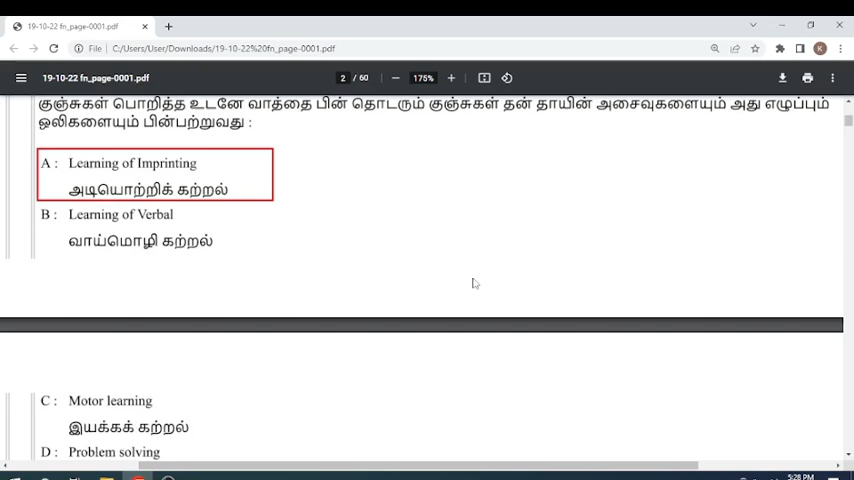 19-10-22 fn_page-0001.pdf
File C:/Users/User/Downloads/19-10-22%20fn_page-0001.pdf
K
19-10-22 fn_page-0001.pdf 2 / 60 175%
குஞ்சுகள் பொறித்த உடனே வாத்தை பின் தொடரும் குஞ்சுகள் தன் தாயின் அசைவுகளையும் அது எழுப்பும்
ஒலிகளையும் பின்பற்றுவது :
A : Learning of Imprinting
அடியொற்றிக் கற்றல்
B : Learning of Verbal
வாய்மொழி கற்றல்
C : Motor learning
இயக்கக் கற்றல்
D : Problem solving
5:28 PM